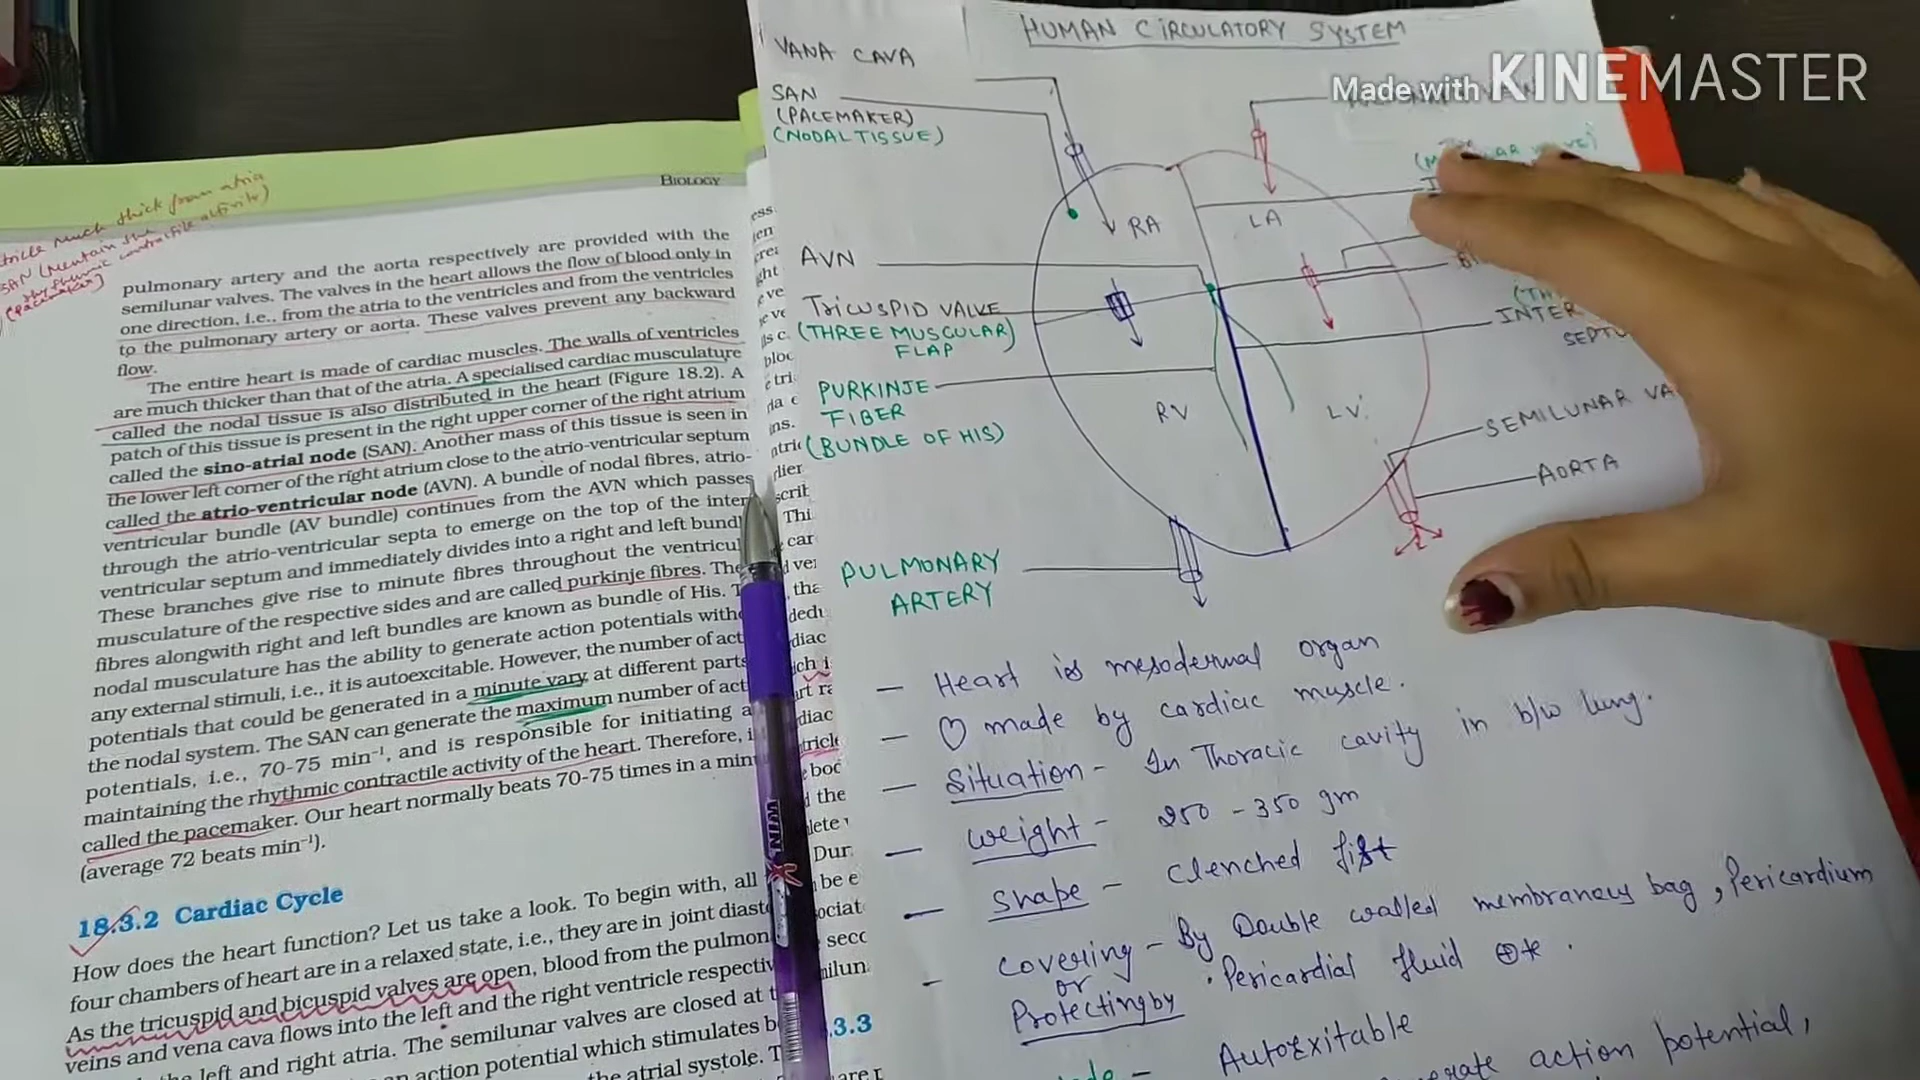 BIOLOGY
pulmonary artery and the aorta respectively are provided with the
semilunar valves. The valves in the heart allows the flow of blood only in
one direction, i.e., from the atria to the ventricles and from the ventricles
to the pulmonary artery or aorta. These valves prevent any backward
flow.
The entire heart is made of cardiac muscles. The walls of ventricles
are much thicker than that of the atria. A specialised cardiac musculature
called the nodal tissue is also distributed in the heart (Figure 18.2). A
patch of this tissue is present in the right upper corner of the right atrium
called the sino-atrial node (SAN). Another mass of this tissue is seen in
the lower left corner of the right atrium close to the atrio-ventricular septum
called the atrio-ventricular node (AVN). A bundle of nodal fibres, atrio-
ventricular bundle (AV bundle) continues from the AVN which passes
through the atrio-ventricular septa to emerge on the top of the inter
ventricular septum and immediately divides into a right and left bund
These branches give rise to minute fibres throughout the ventricul
musculature of the respective sides and are called purkinje fibres. The
fibres alongwith right and left bundles are known as bundle of His.
nodal musculature has the ability to generate action potentials with
any external stimuli, i.e., it is autoexcitable. However, the number of act
potentials that could be generated in a minute vary at different parts
the nodal system. The SAN can generate the maximum number of act
potentials, i.e., 70-75 min⁻¹, and is responsible for initiating a
maintaining the rhythmic contractile activity of the heart. Therefore, i
called the pacemaker. Our heart normally beats 70-75 times in a min
(average 72 beats min⁻¹).
18.3.2 Cardiac Cycle
How does the heart function? Let us take a look. To begin with, all
four chambers of heart are in a relaxed state, i.e., they are in joint diast
As the tricuspid and bicuspid valves are open, blood from the pulmon
veins and vena cava flows into the left and the right ventricle respectiv
left and right atria. The semilunar valves are closed at t
action potential which stimulates b
the atrial systole. T
.3.3
Made with KINEMASTER
HUMAN CIRCULATORY SYSTEM
VANA CAVA
SAN
(PACEMAKER)
(NODAL TISSUE)
RA
LA
AVN
TRICUSPID VALVE
(THREE MUSCULAR)
FLAP
INTER
SEPTU
PURKINJE
FIBER
(BUNDLE OF HIS)
RV
LV
SEMILUNAR VA
AORTA
PULMONARY
ARTERY
– Heart is mesodermal organ
– ♡ made by cardiac muscle.
– Situation – In Thoracic cavity in b/w lung.
– Weight – 250 – 350 gm
– Shape – Clenched fist
– Covering – By Double walled membraneus bag, Pericardium
or
Protecting by . Pericardial fluid
AutoExitable
action potential,